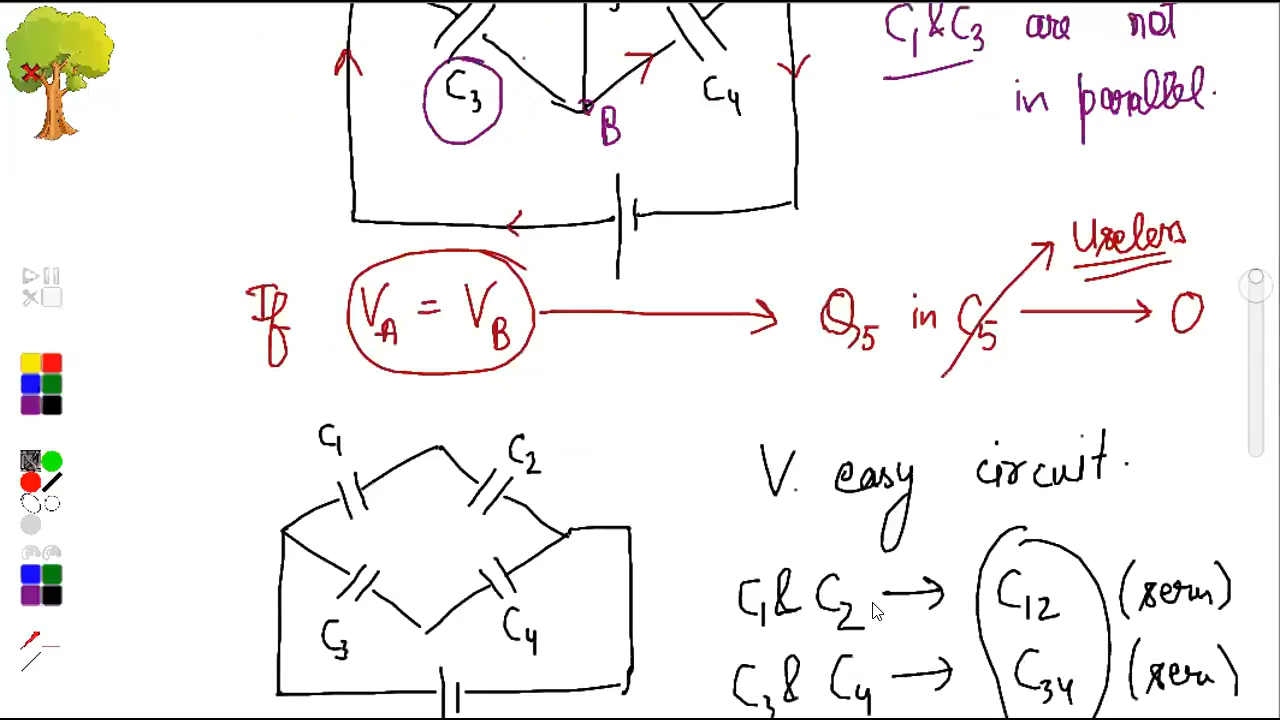 C1 & C3 are not
in parallel.
C3
C4
B
Useless
If VA = VB → Q5 in C5 → 0
C1
C2
V. easy circuit.
C1 & C2 → C12 (series)
C3
C4
C3 & C4 → C34 (series)